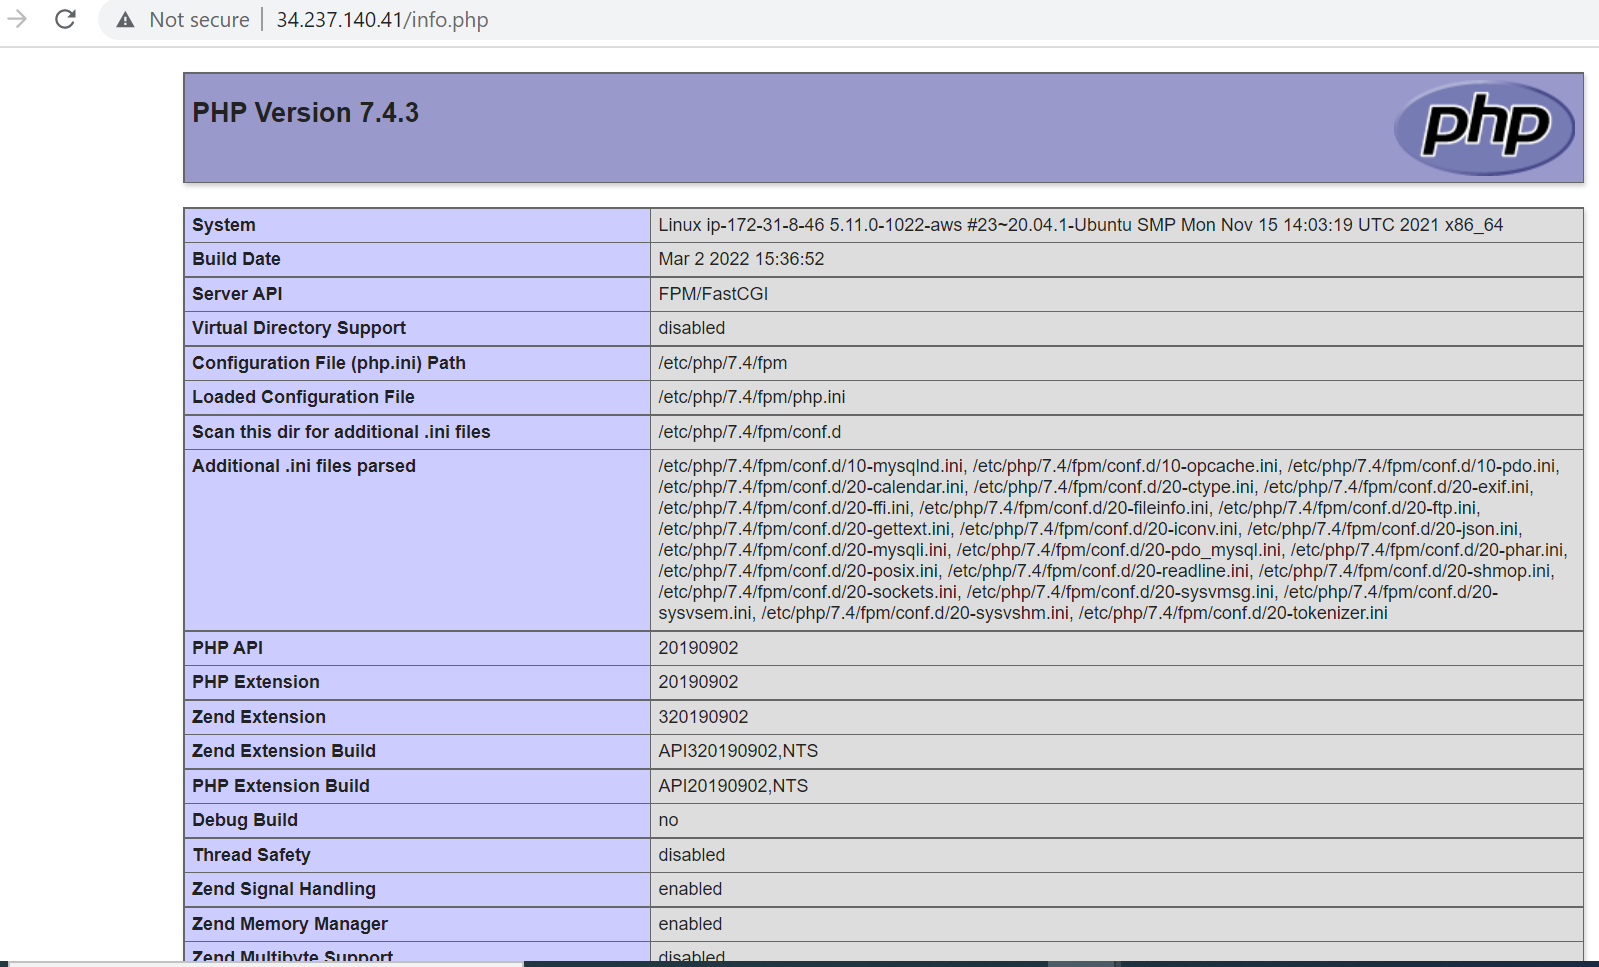 Not secure | 34.237.140.41/info.php
PHP Version 7.4.3
php
System Linux ip-172-31-8-46 5.11.0-1022-aws #23~20.04.1-Ubuntu SMP Mon Nov 15 14:03:19 UTC 2021 x86_64
Build Date Mar 2 2022 15:36:52
Server API FPM/FastCGI
Virtual Directory Support disabled
Configuration File (php.ini) Path /etc/php/7.4/fpm
Loaded Configuration File /etc/php/7.4/fpm/php.ini
Scan this dir for additional .ini files /etc/php/7.4/fpm/conf.d
Additional .ini files parsed /etc/php/7.4/fpm/conf.d/10-mysqlnd.ini, /etc/php/7.4/fpm/conf.d/10-opcache.ini, /etc/php/7.4/fpm/conf.d/10-pdo.ini,
/etc/php/7.4/fpm/conf.d/20-calendar.ini, /etc/php/7.4/fpm/conf.d/20-ctype.ini, /etc/php/7.4/fpm/conf.d/20-exif.ini,
/etc/php/7.4/fpm/conf.d/20-ffi.ini, /etc/php/7.4/fpm/conf.d/20-fileinfo.ini, /etc/php/7.4/fpm/conf.d/20-ftp.ini,
/etc/php/7.4/fpm/conf.d/20-gettext.ini, /etc/php/7.4/fpm/conf.d/20-iconv.ini, /etc/php/7.4/fpm/conf.d/20-json.ini,
/etc/php/7.4/fpm/conf.d/20-mysqli.ini, /etc/php/7.4/fpm/conf.d/20-pdo_mysql.ini, /etc/php/7.4/fpm/conf.d/20-phar.ini,
/etc/php/7.4/fpm/conf.d/20-posix.ini, /etc/php/7.4/fpm/conf.d/20-readline.ini, /etc/php/7.4/fpm/conf.d/20-shmop.ini,
/etc/php/7.4/fpm/conf.d/20-sockets.ini, /etc/php/7.4/fpm/conf.d/20-sysvmsg.ini, /etc/php/7.4/fpm/conf.d/20-
sysvsem.ini, /etc/php/7.4/fpm/conf.d/20-sysvshm.ini, /etc/php/7.4/fpm/conf.d/20-tokenizer.ini
PHP API 20190902
PHP Extension 20190902
Zend Extension 320190902
Zend Extension Build API320190902,NTS
PHP Extension Build API20190902,NTS
Debug Build no
Thread Safety disabled
Zend Signal Handling enabled
Zend Memory Manager enabled
Zend Multibyte Support disabled